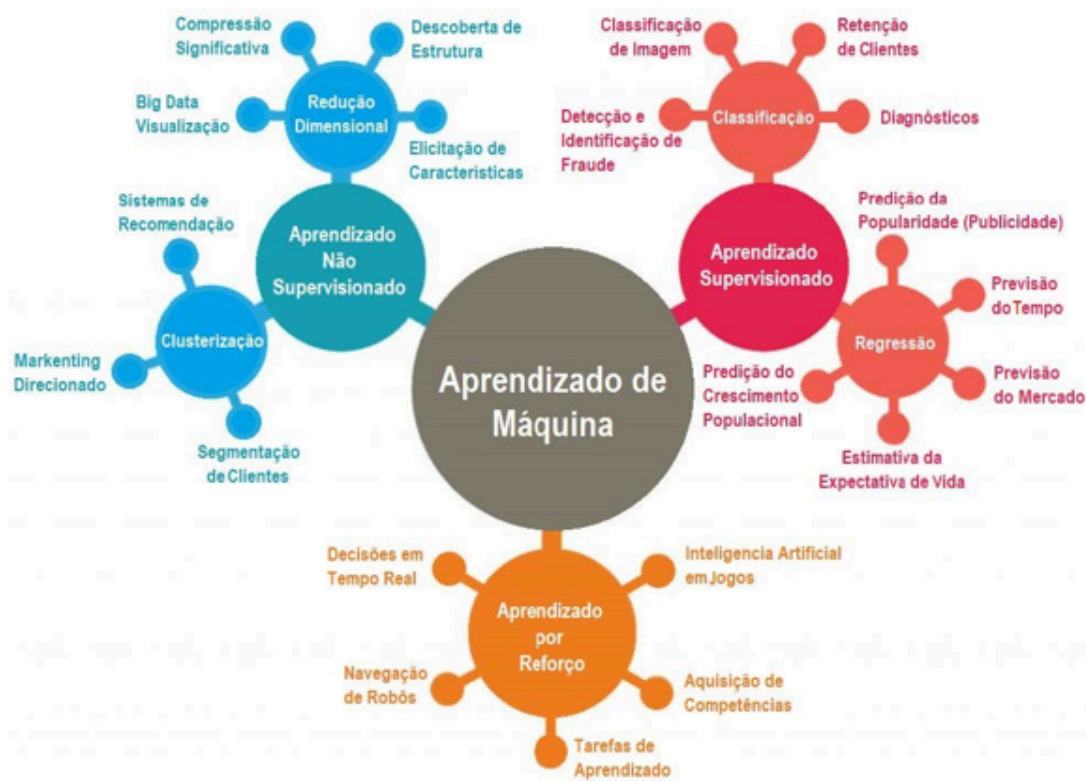 Compressão
Significativa
Descoberta de
Estrutura
Big Data
Visualização
Redução
Dimensional
Elicitação de
Caracteristicas
Sistemas de
Recomendação
Aprendizado
Não
Supervisionado
Clusterização
Markenting
Direcionado
Segmentação
de Clientes
Classificação
de Imagem
Retenção
de Clientes
Detecção e
Identificação de
Fraude
Classificação
Diagnósticos
Aprendizado
Supervisionado
Predição da
Popularidade (Publicidade)
Previsão
do Tempo
Regressão
Previsão
do Mercado
Predição do
Crescimento
Populacional
Estimativa da
Expectativa de Vida
Aprendizado de
Máquina
Decisões em
Tempo Real
Inteligencia Artificial
em Jogos
Aprendizado
por
Reforço
Navegação
de Robôs
Aquisição de
Competências
Tarefas de
Aprendizado